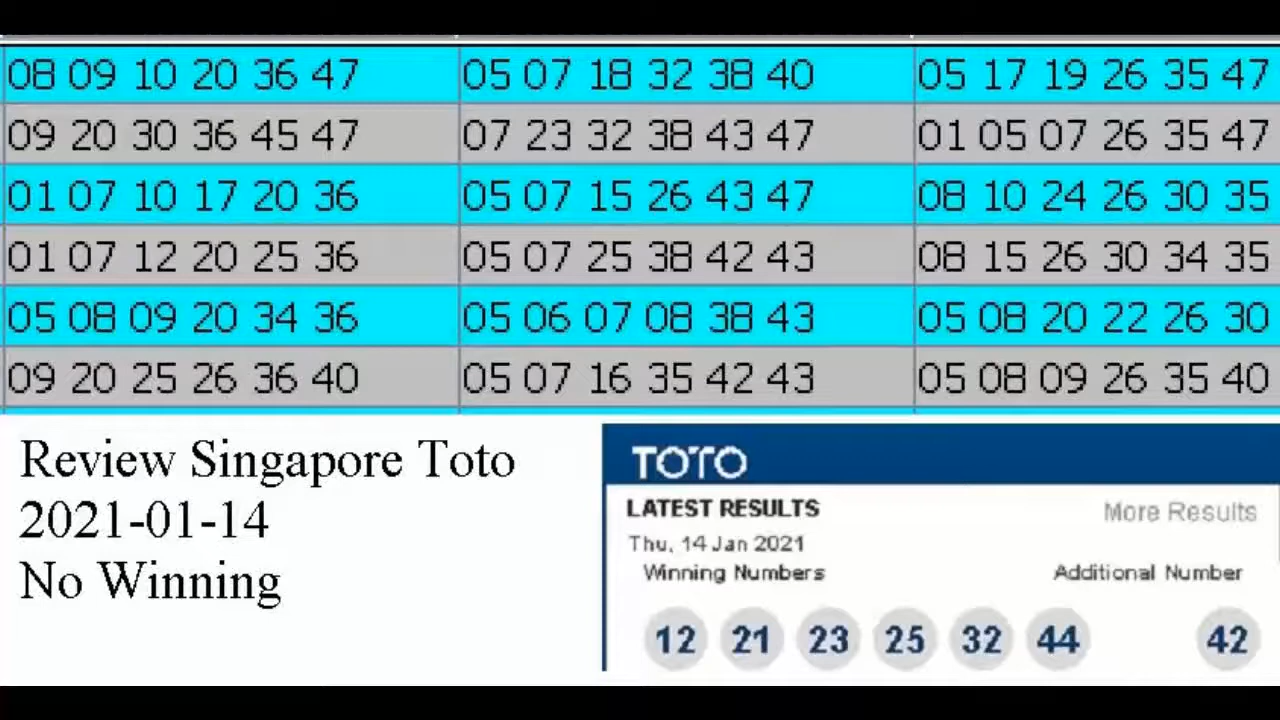 08 09 10 20 36 47 05 07 18 32 38 40 05 17 19 26 35 47
09 20 30 36 45 47 07 23 32 38 43 47 01 05 07 26 35 47
01 07 10 17 20 36 05 07 15 26 43 47 08 10 24 26 30 35
01 07 12 20 25 36 05 07 25 38 42 43 08 15 26 30 34 35
05 08 09 20 34 36 05 06 07 08 38 43 05 08 20 22 26 30
09 20 25 26 36 40 05 07 16 35 42 43 05 08 09 26 35 40
Review Singapore Toto
2021-01-14
No Winning
TOTO
LATEST RESULTS More Results
Thu, 14 Jan 2021
Winning Numbers Additional Number
12 21 23 25 32 44 42